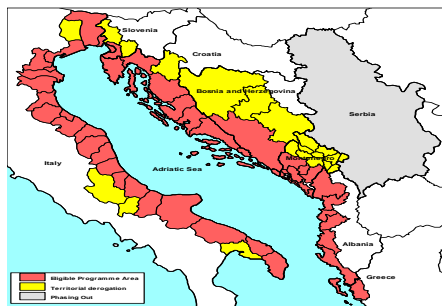 Slovenia
Croatia
Bosnia and Herzegovina
Serbia
Italy
Montenegro
Adriatic Sea
Albania
Greece
Eligible Programme Area
Territorial derogation
Phasing Out